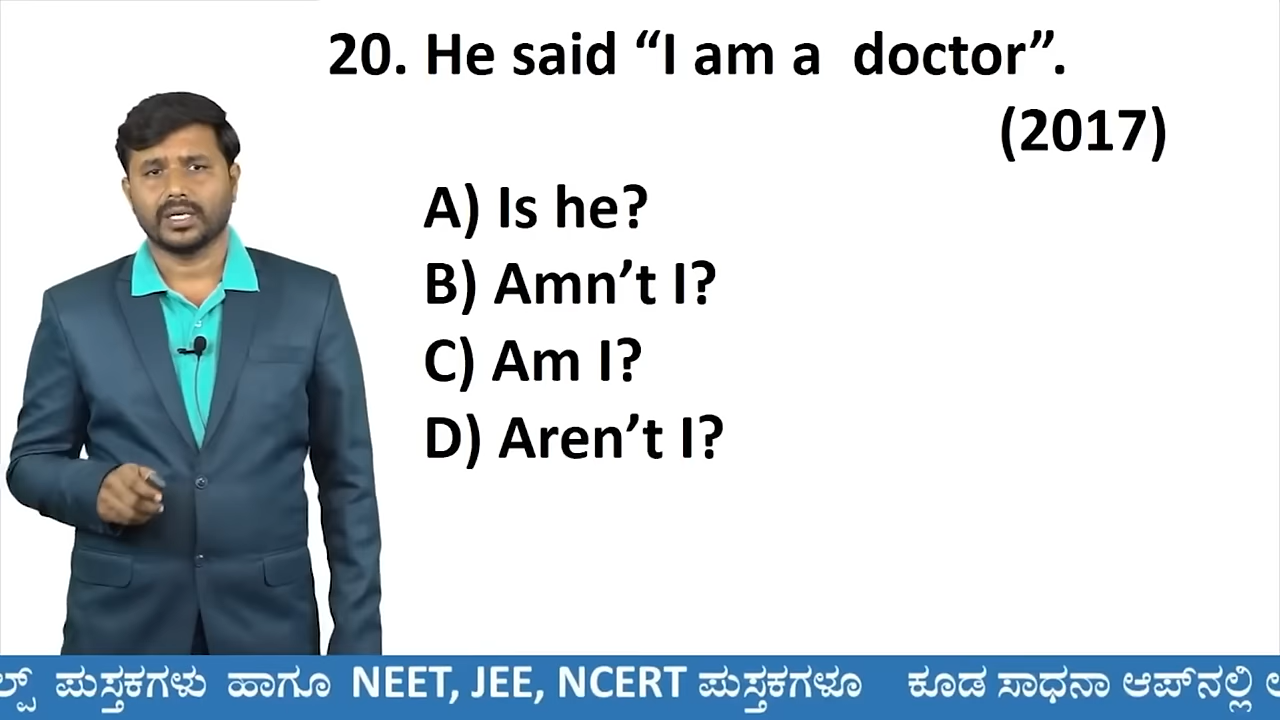 20. He said “I am a doctor”.
(2017)
A) Is he?
B) Amn’t I?
C) Am I?
D) Aren’t I?
ಪುಸ್ತಕಗಳು ಹಾಗೂ NEET, JEE, NCERT ಪುಸ್ತಕಗಳೂ ಕೂಡ ಸಾಧನಾ ಆಪ್‌ನಲ್ಲಿ